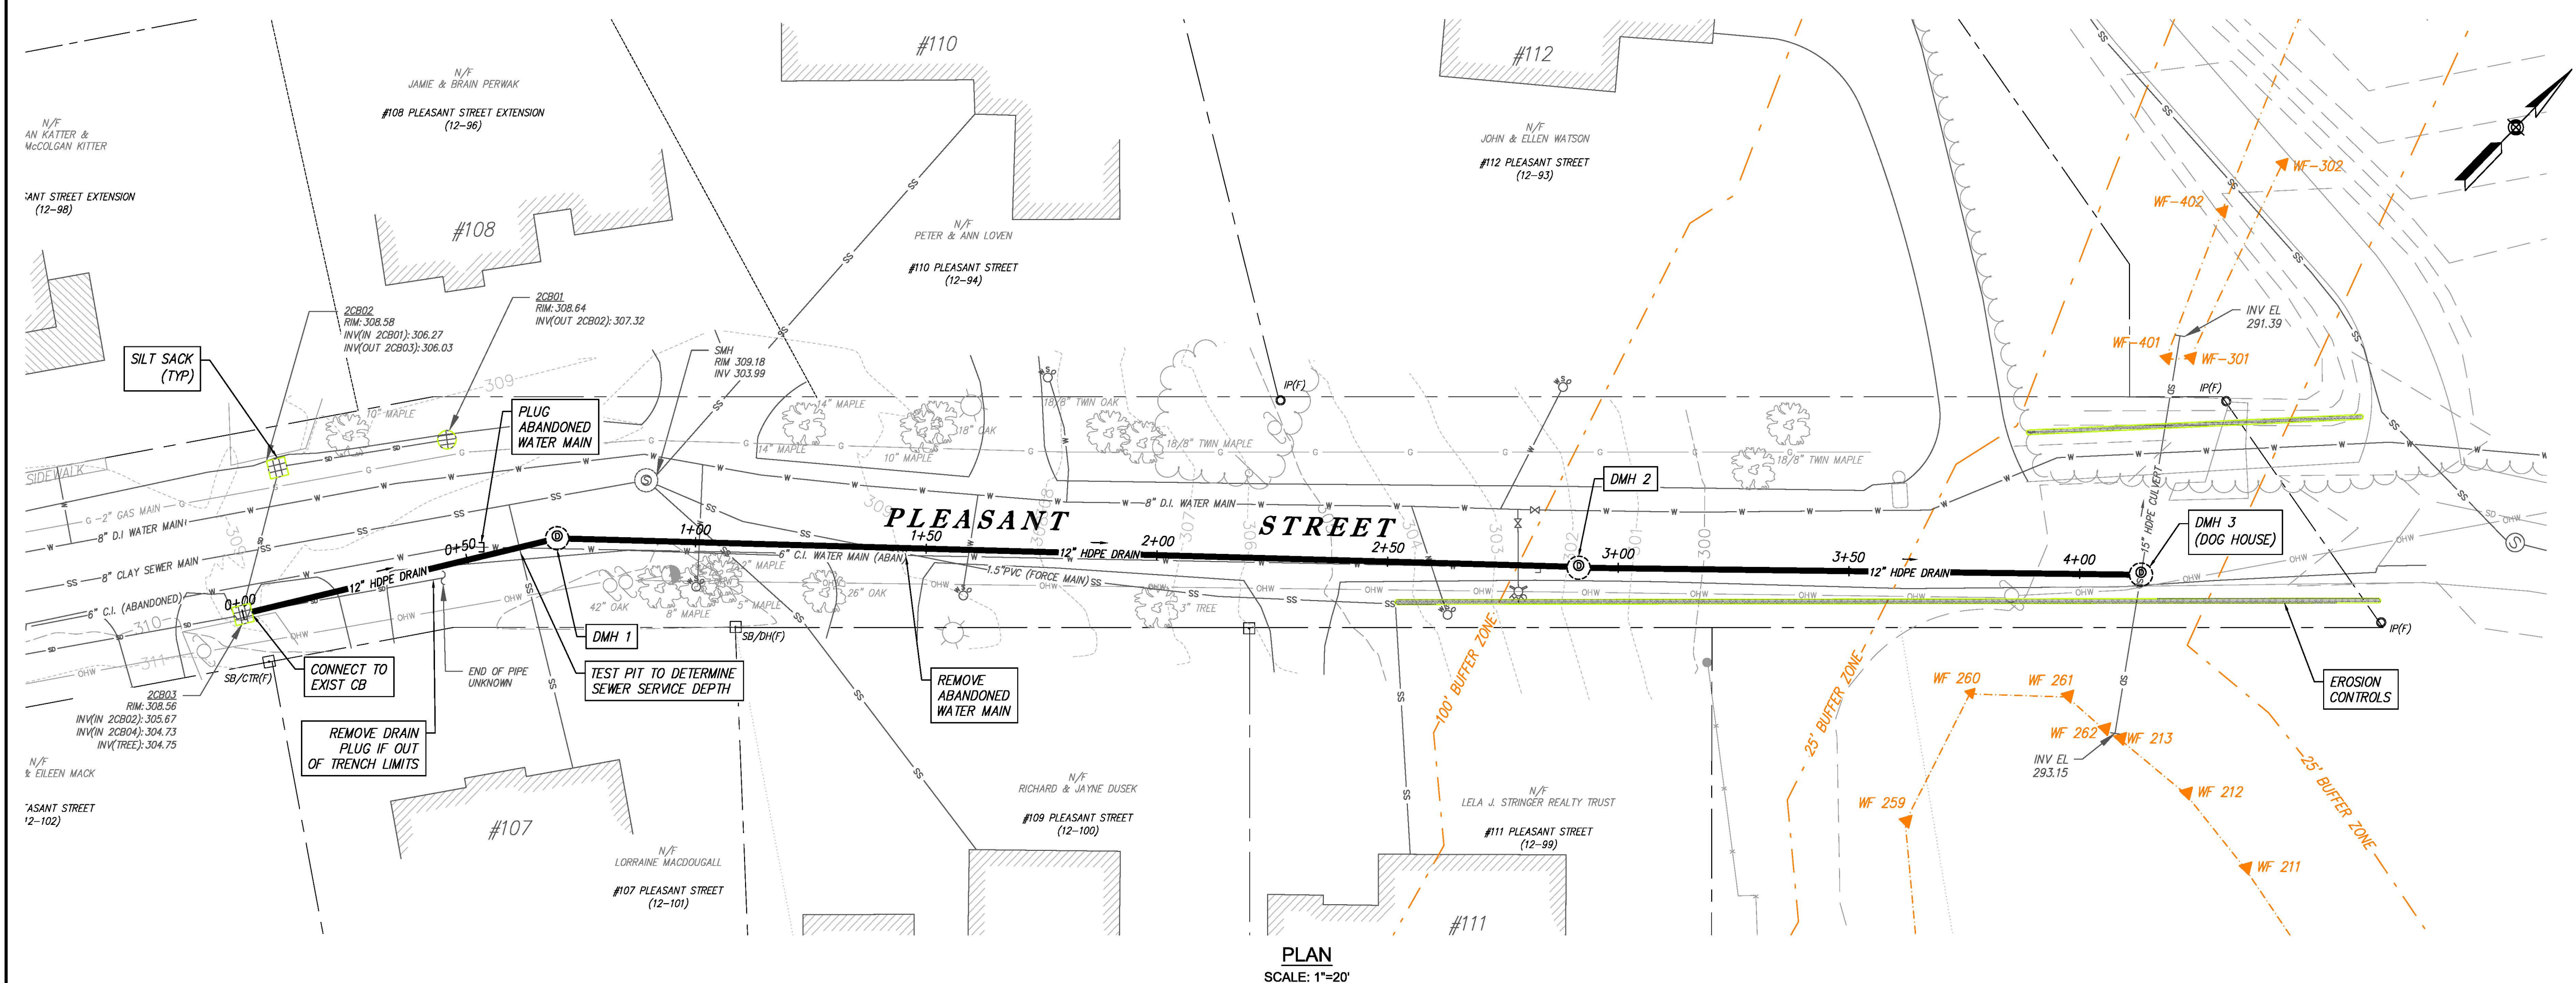 N/F
JAMIE & BRAIN PERWAK
#108 PLEASANT STREET EXTENSION
(12-96)
#110
#112
N/F
AN KATTER &
McCOLGAN KITTER
ANT STREET EXTENSION
(12-98)
N/F
JOHN & ELLEN WATSON
#112 PLEASANT STREET
(12-93)
WF-302
WF-402
#108
N/F
PETER & ANN LOVEN
#110 PLEASANT STREET
(12-94)
2CB02
RIM: 308.58
INV(IN 2CB01): 306.27
INV(OUT 2CB03): 306.03
2CB01
RIM: 308.64
INV(OUT 2CB02): 307.32
SILT SACK
(TYP)
SMH
RIM 309.18
INV 303.99
INV EL
291.39
WF-401
WF-301
IP(F)
IP(F)
309
10" MAPLE
PLUG
ABANDONED
WATER MAIN
14" MAPLE
14" MAPLE
18" OAK
10" MAPLE
18/8" TWIN OAK
18/8" TWIN MAPLE
18/8" TWIN MAPLE
SIDEWALK
2" GAS MAIN
8" D.I WATER MAIN
8" CLAY SEWER MAIN
6" C.I. (ABANDONED)
309
8" D.I. WATER MAIN
DMH 2
15" HDPE CULVERT
DMH 3
(DOG HOUSE)
PLEASANT STREET
307
306
304
303
302
301
300
0+00
0+50
1+00
1+50
2+00
2+50
3+00
3+50
4+00
12" HDPE DRAIN
12" HDPE DRAIN
12" HDPE DRAIN
6" C.I. WATER MAIN (ABAN)
1.5"PVC (FORCE MAIN)
2" MAPLE
42" OAK
8" MAPLE
5" MAPLE
26" OAK
3" TREE
310
311
SB/CTR(F)
SB/DH(F)
IP(F)
DMH 1
CONNECT TO
EXIST CB
END OF PIPE
UNKNOWN
TEST PIT TO DETERMINE
SEWER SERVICE DEPTH
REMOVE
ABANDONED
WATER MAIN
EROSION
CONTROLS
2CB03
RIM: 308.56
INV(IN 2CB02): 305.67
INV(IN 2CB04): 304.73
INV(TREE): 304.75
REMOVE DRAIN
PLUG IF OUT
OF TRENCH LIMITS
100' BUFFER ZONE
25' BUFFER ZONE
25' BUFFER ZONE
WF 260
WF 261
WF 262
WF 213
WF 259
WF 212
WF 211
INV EL
293.15
N/F
& EILEEN MACK
ASANT STREET
12-102)
#107
N/F
LORRAINE MACDOUGALL
#107 PLEASANT STREET
(12-101)
N/F
RICHARD & JAYNE DUSEK
#109 PLEASANT STREET
(12-100)
N/F
LELA J. STRINGER REALTY TRUST
#111 PLEASANT STREET
(12-99)
#111
PLAN
SCALE: 1"=20'